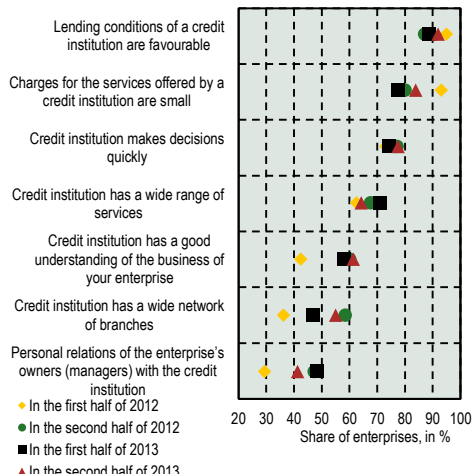 Lending conditions of a credit
institution are favourable
Charges for the services offered by a
credit institution are small
Credit institution makes decisions
quickly
Credit institution has a wide range of
services
Credit institution has a good
understanding of the business of
your enterprise
Credit institution has a wide network
of branches
Personal relations of the enterprise's
owners (managers) with the credit
institution
In the first half of 2012
In the second half of 2012
In the first half of 2013
In the second half of 2013
20 30 40 50 60 70 80 90 100
Share of enterprises, in %